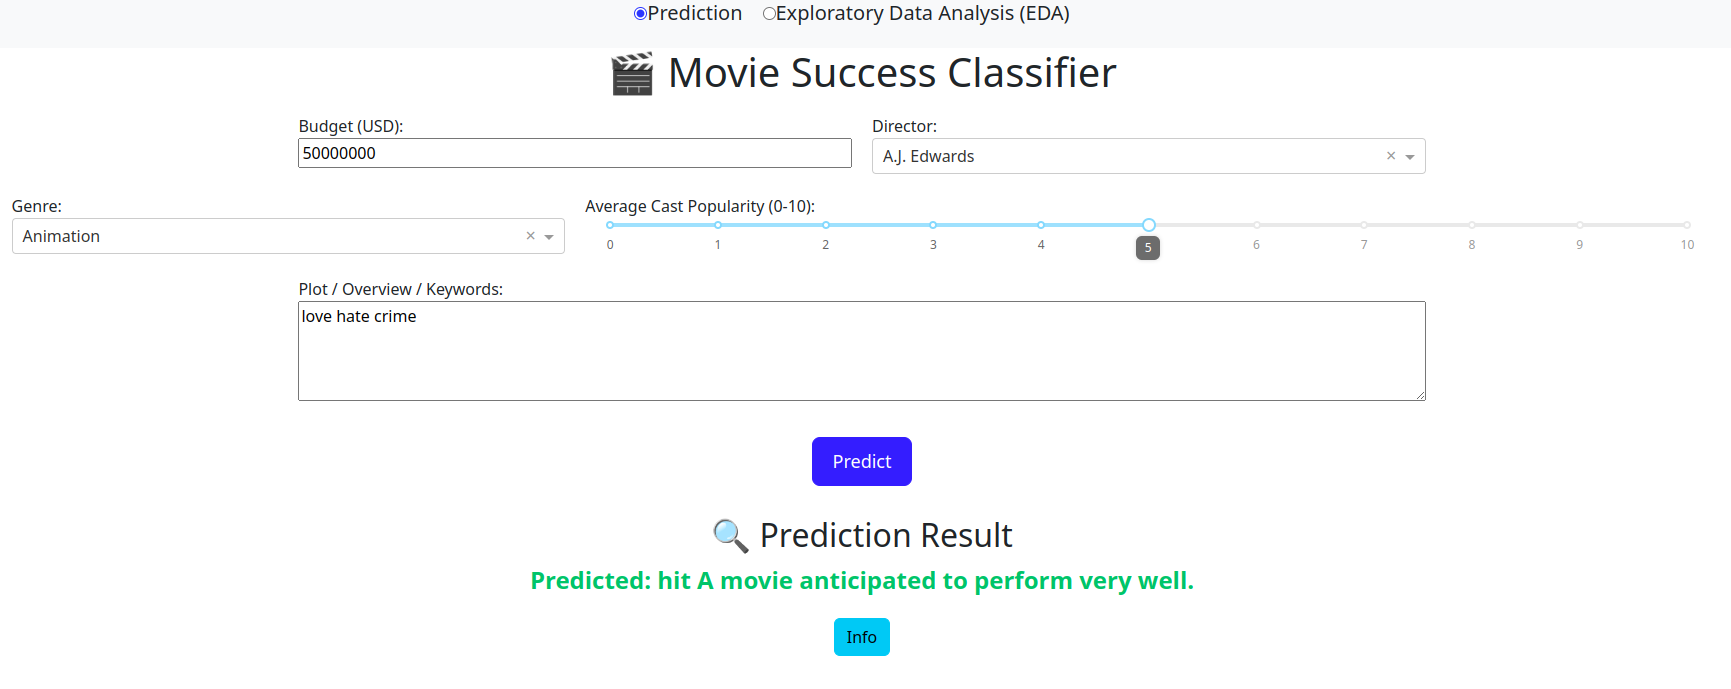 Prediction Exploratory Data Analysis (EDA)
Movie Success Classifier
Budget (USD): Director:
50000000 A.J. Edwards × 
Genre: Average Cast Popularity (0-10):
Animation ×
0 1 2 3 4 5 6 7 8 9 10
Plot / Overview / Keywords:
love hate crime
Predict
Prediction Result
Predicted: hit A movie anticipated to perform very well.
Info